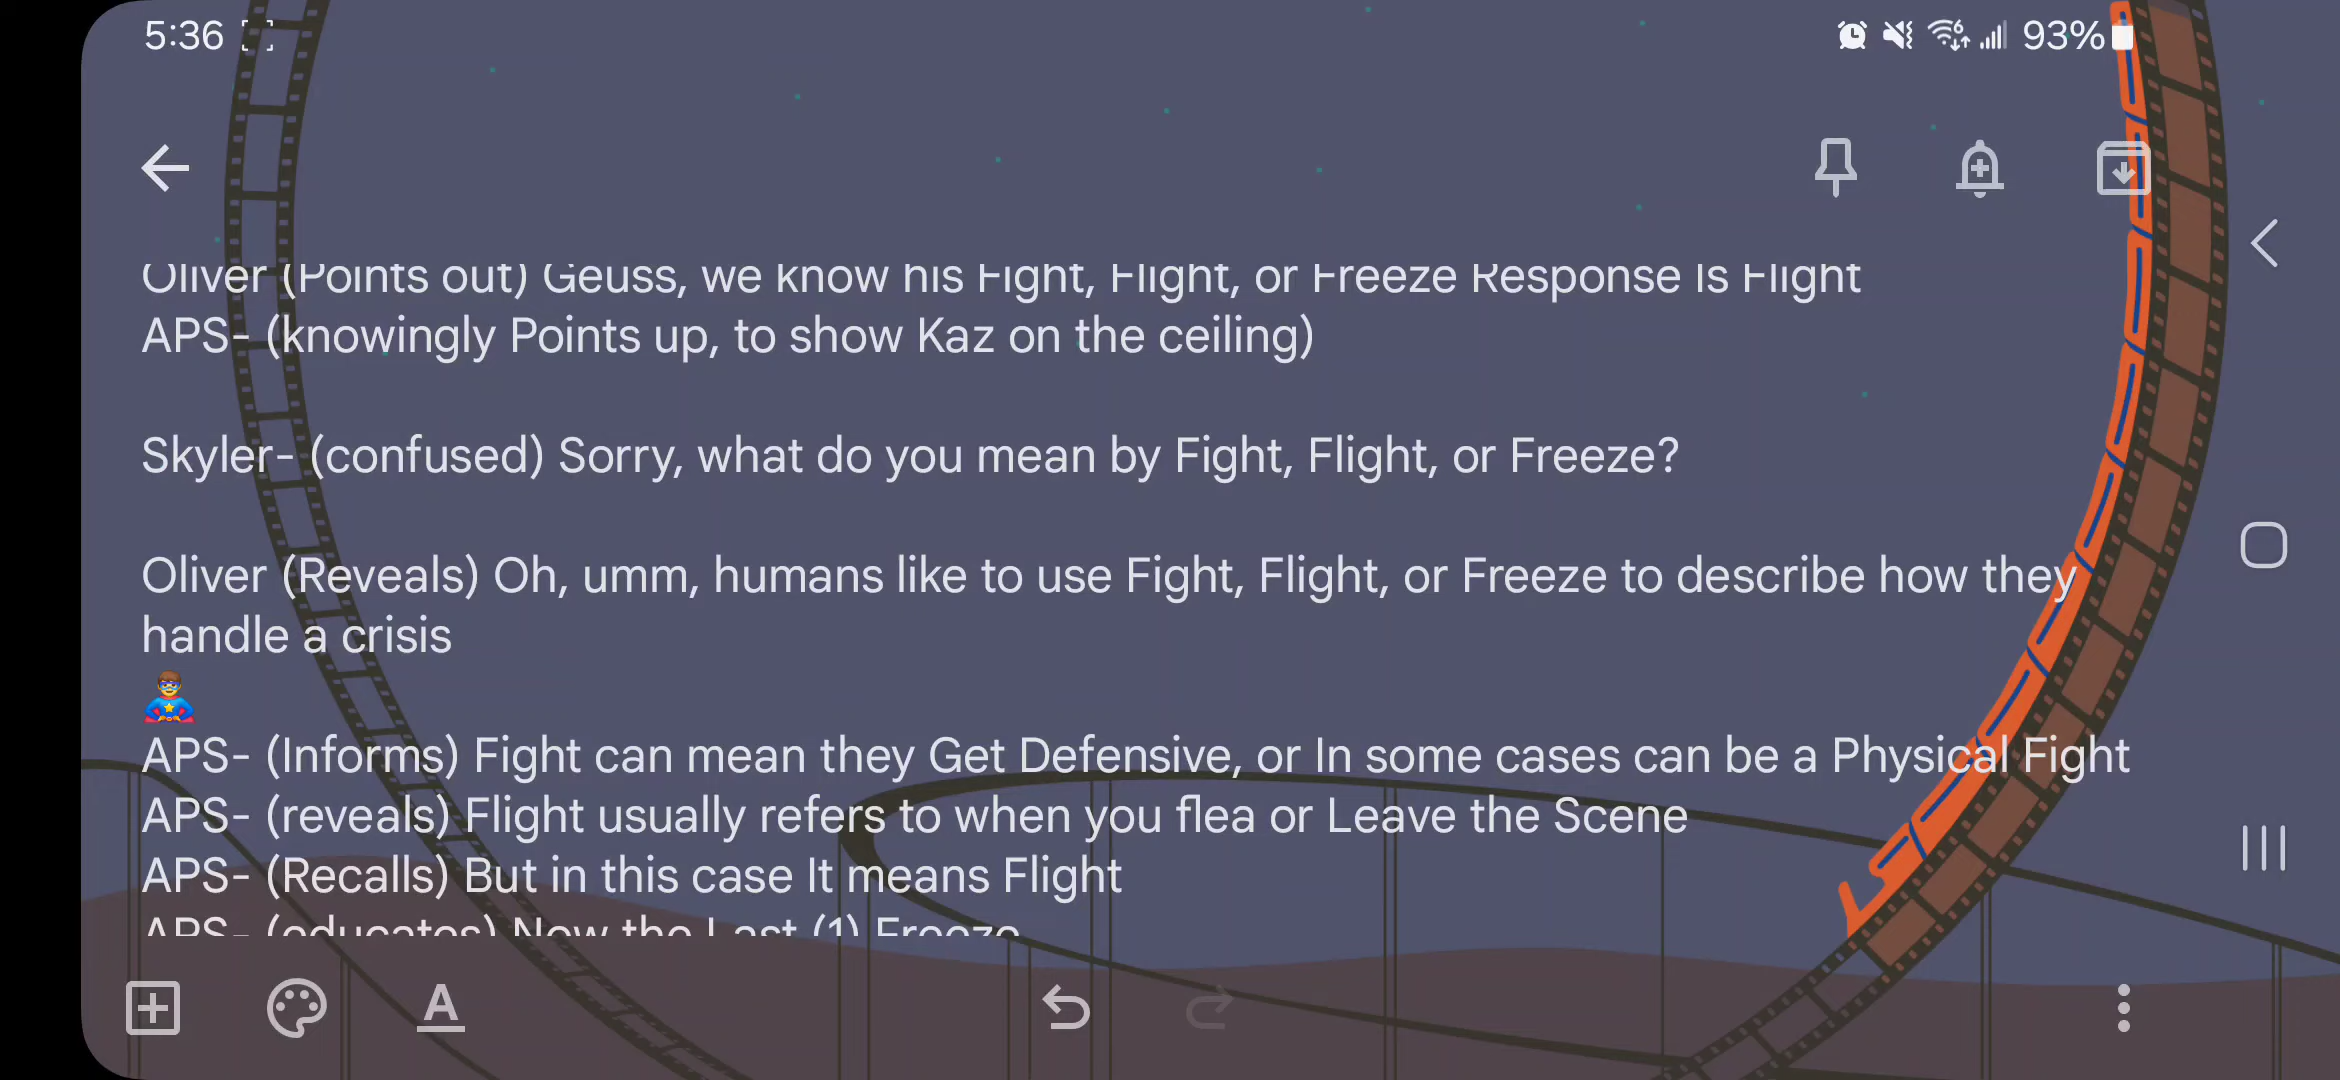 5:36
93%
Oliver (Points out) Geuss, we know his Fight, Flight, or Freeze Response Is Flight
APS- (knowingly Points up, to show Kaz on the ceiling)
Skyler- (confused) Sorry, what do you mean by Fight, Flight, or Freeze?
Oliver (Reveals) Oh, umm, humans like to use Fight, Flight, or Freeze to describe how they
handle a crisis
APS- (Informs) Fight can mean they Get Defensive, or In some cases can be a Physical Fight
APS- (reveals) Flight usually refers to when you flea or Leave the Scene
APS- (Recalls) But in this case It means Flight
APS- (educates) Now the Last (1) Freeze